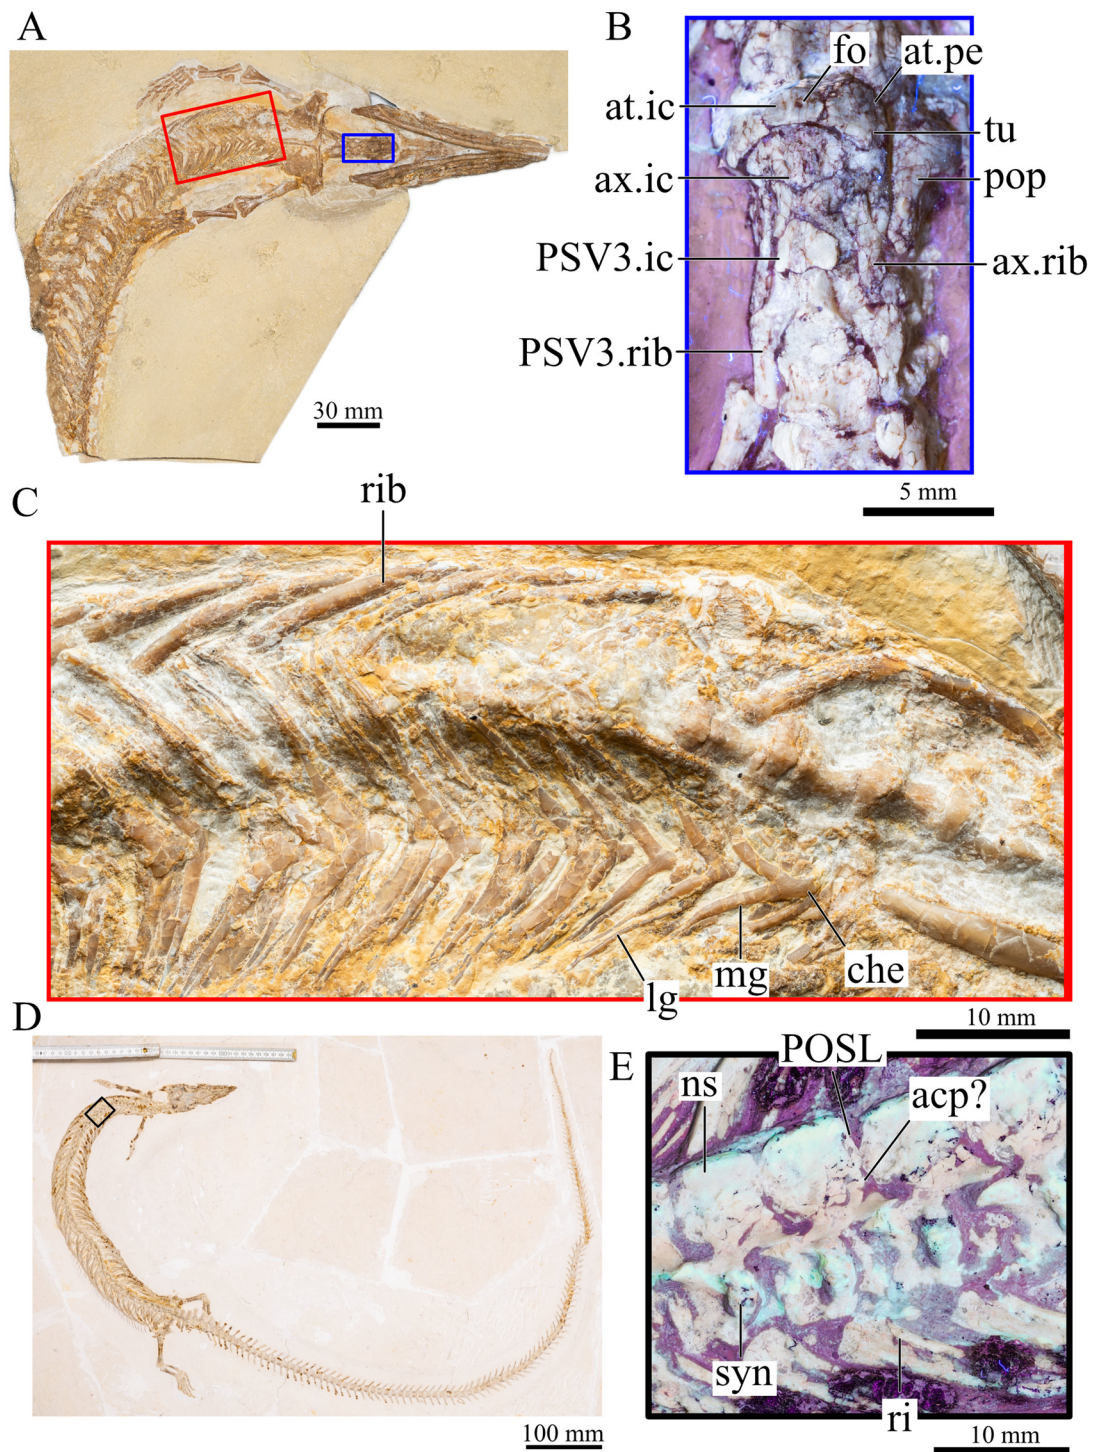 A
30 mm
B
fo
at.pe
at.ic
tu
ax.ic
pop
PSV3.ic
ax.rib
PSV3.rib
5 mm
C
rib
lg
mg
che
10 mm
D
100 mm
E
POSL
ns
acp?
syn
ri
10 mm